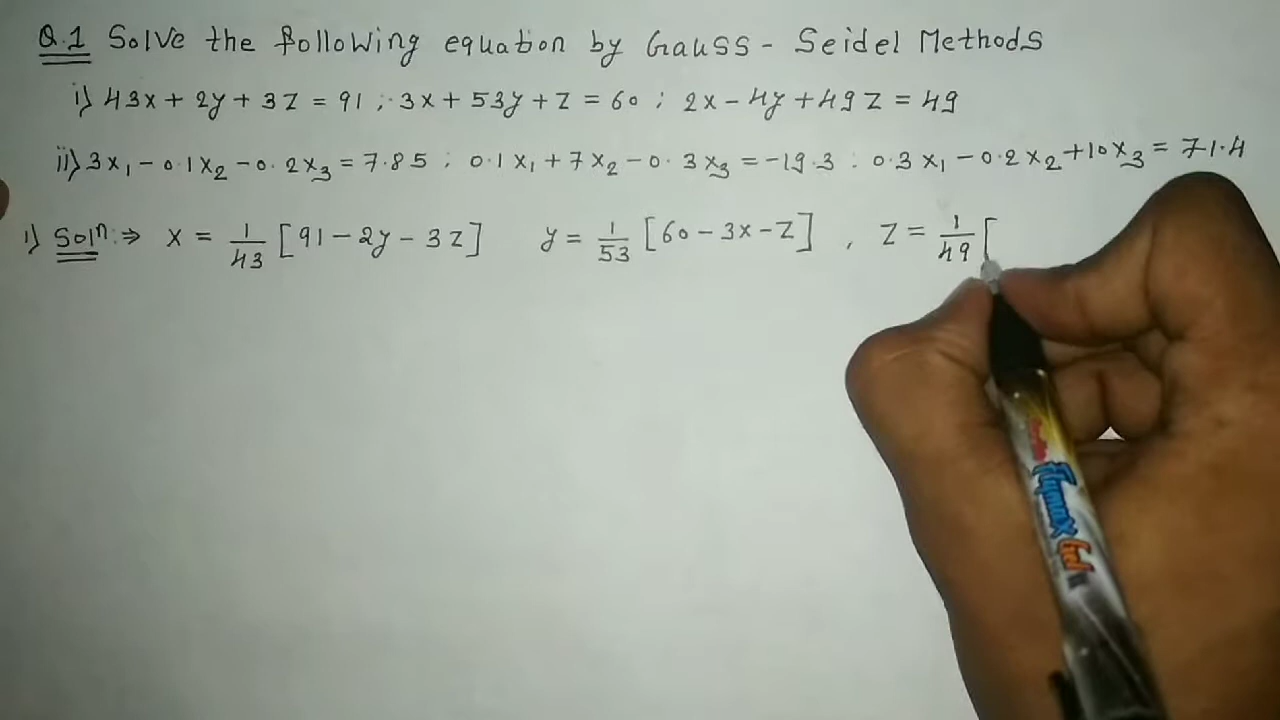 Q.1 Solve the following equation by Gauss - Seidel Methods
i) 43x + 2y + 3z = 91 ; 3x + 53y + z = 60 ; 2x - 4y + 49z = 49
ii) 3x₁ - 0.1x₂ - 0.2x₃ = 7.85 ; 0.1x₁ + 7x₂ - 0.3x₃ = -19.3 : 0.3x₁ - 0.2x₂ + 10x₃ = 71.4
1) Solⁿ: ⇒ x = 1/43 [91 - 2y - 3z] y = 1/53 [60 - 3x - z] , z = 1/49 [